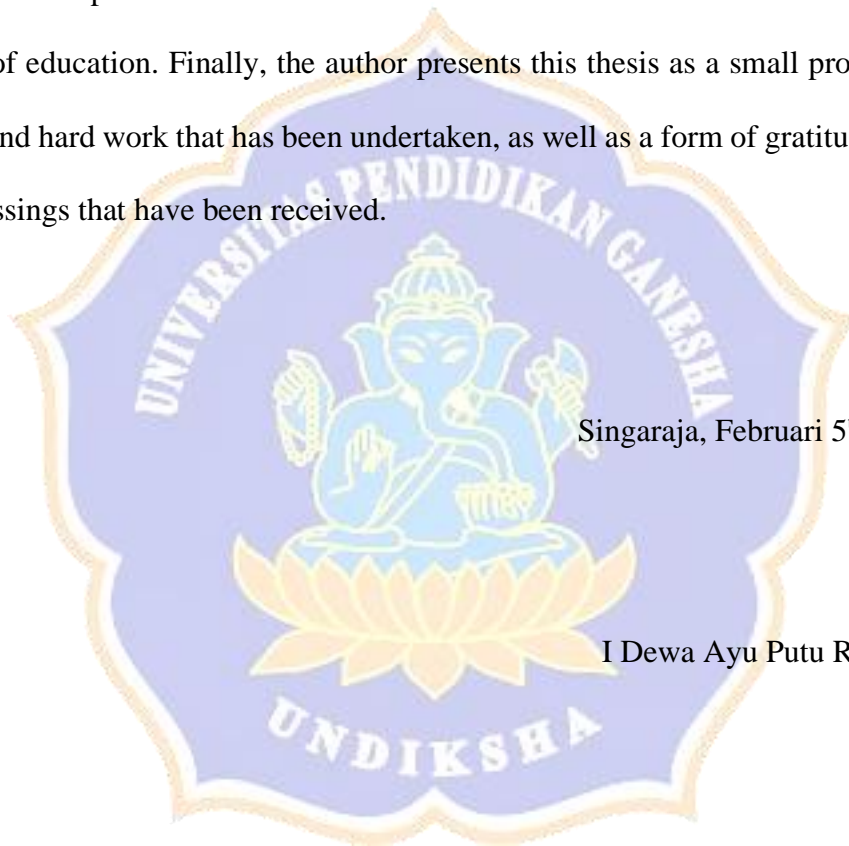 of education. Finally, the author presents this thesis as a small pro
nd hard work that has been undertaken, as well as a form of gratitu
ssings that have been received.
UNIVERSITAS PENDIDIKAN GANESHA
Singaraja, Februari 5
I Dewa Ayu Putu R
UNDIKSHA